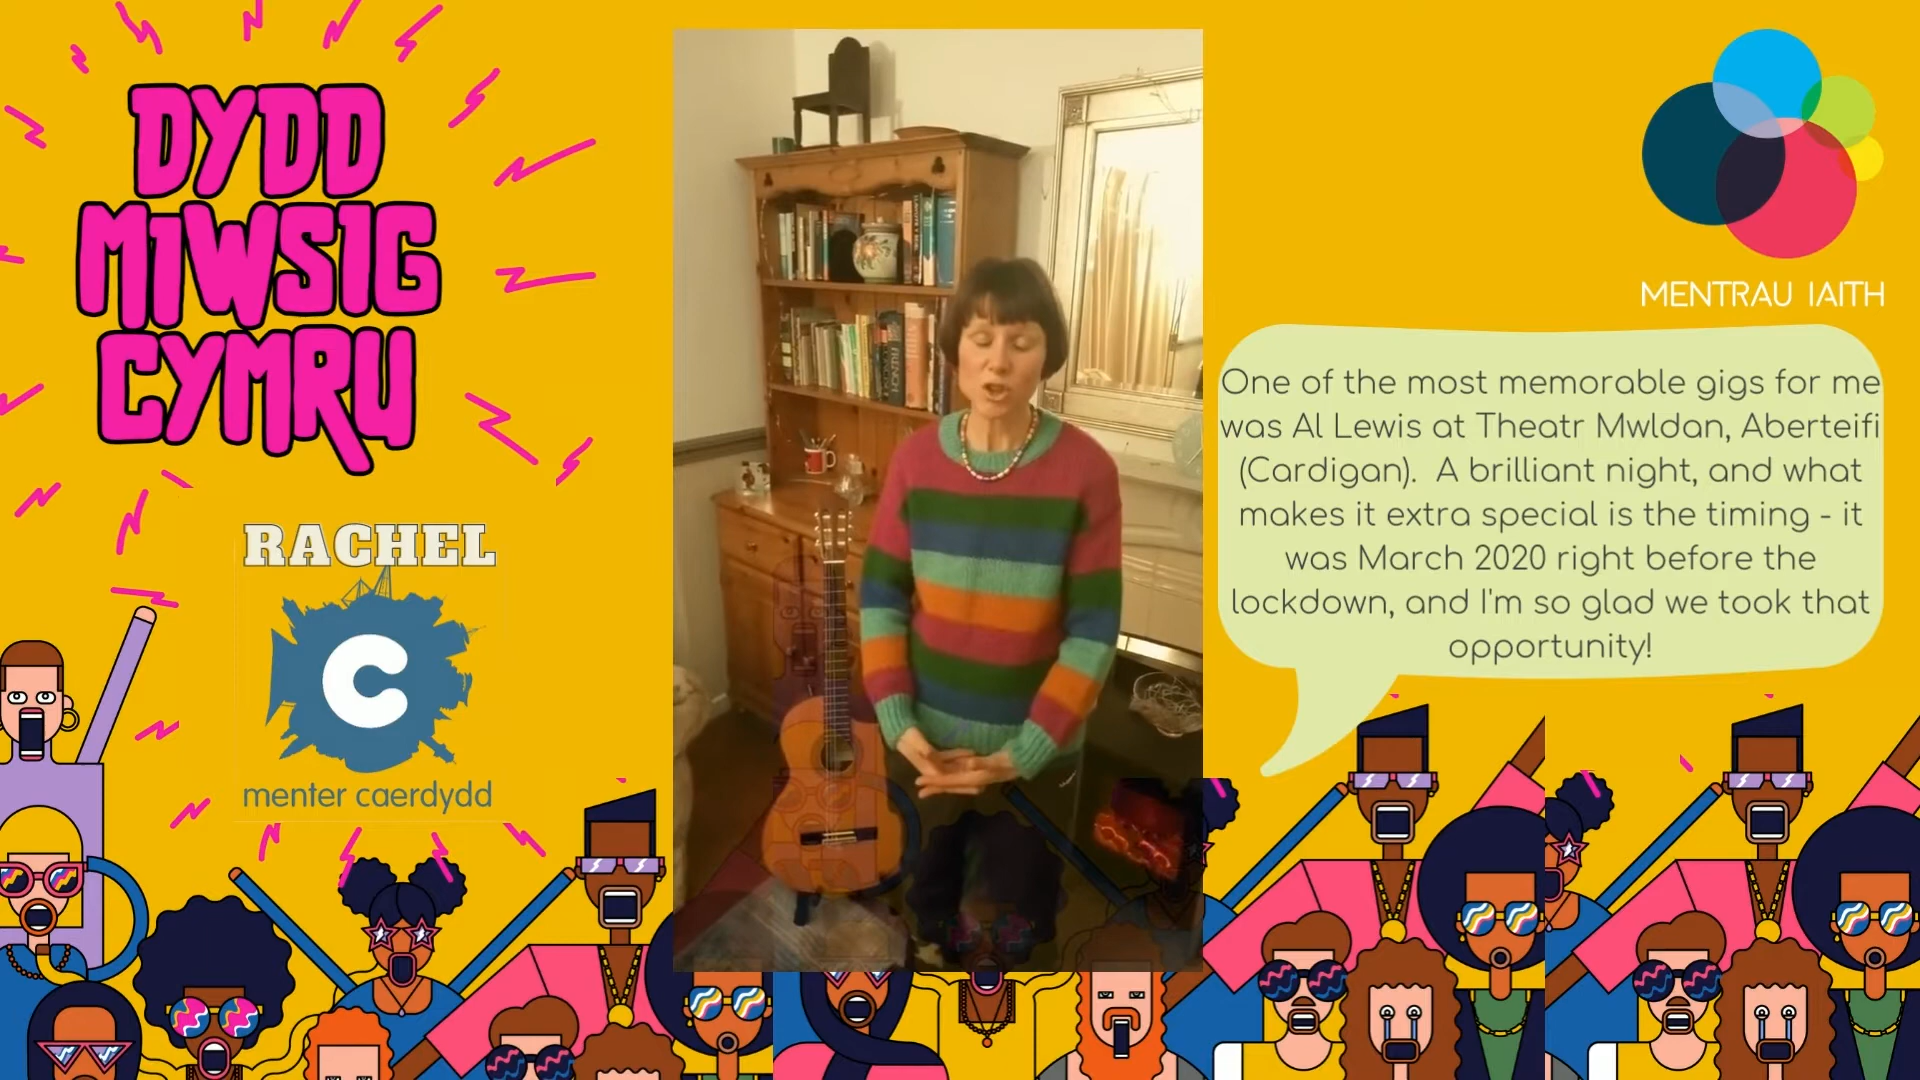 DYDD
MIWSIG
CYMRU
RACHEL
C
menter caerdydd
MENTRAU IAITH
One of the most memorable gigs for me
was Al Lewis at Theatr Mwldan, Aberteifi
(Cardigan).  A brilliant night, and what
makes it extra special is the timing - it
was March 2020 right before the
lockdown, and I'm so glad we took that
opportunity!